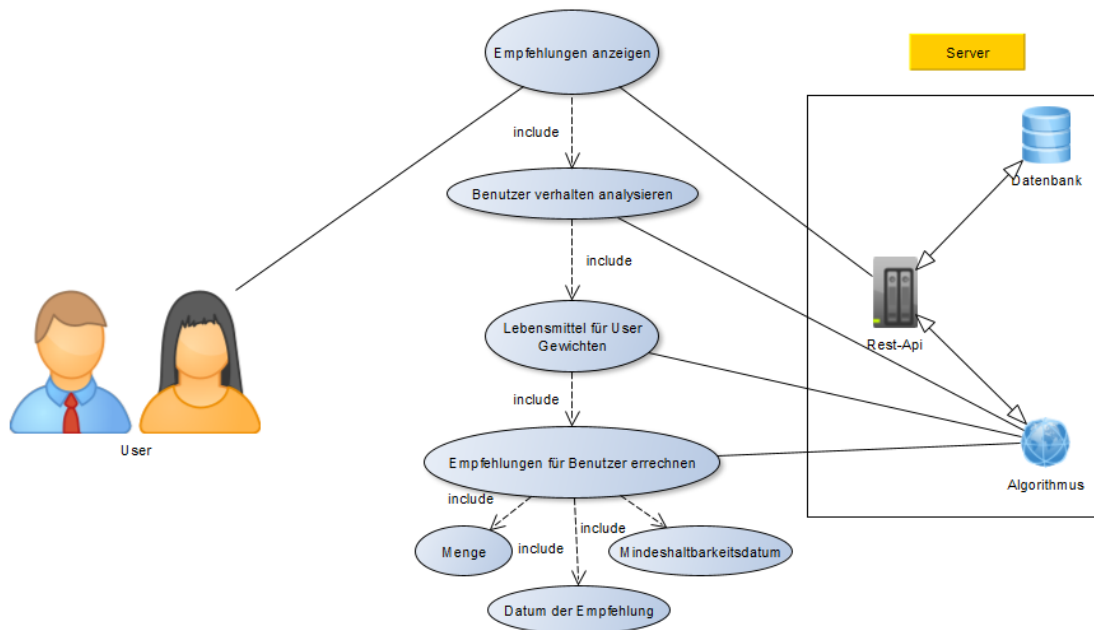 Empfehlungen anzeigen
Server
include
Datenbank
Benutzer verhalten analysieren
include
Lebensmittel für User
Gewichten
Rest-Api
include
User
Empfehlungen für Benutzer errechnen
Algorithmus
include
include
include
Menge
Mindeshaltbarkeitsdatum
Datum der Empfehlung